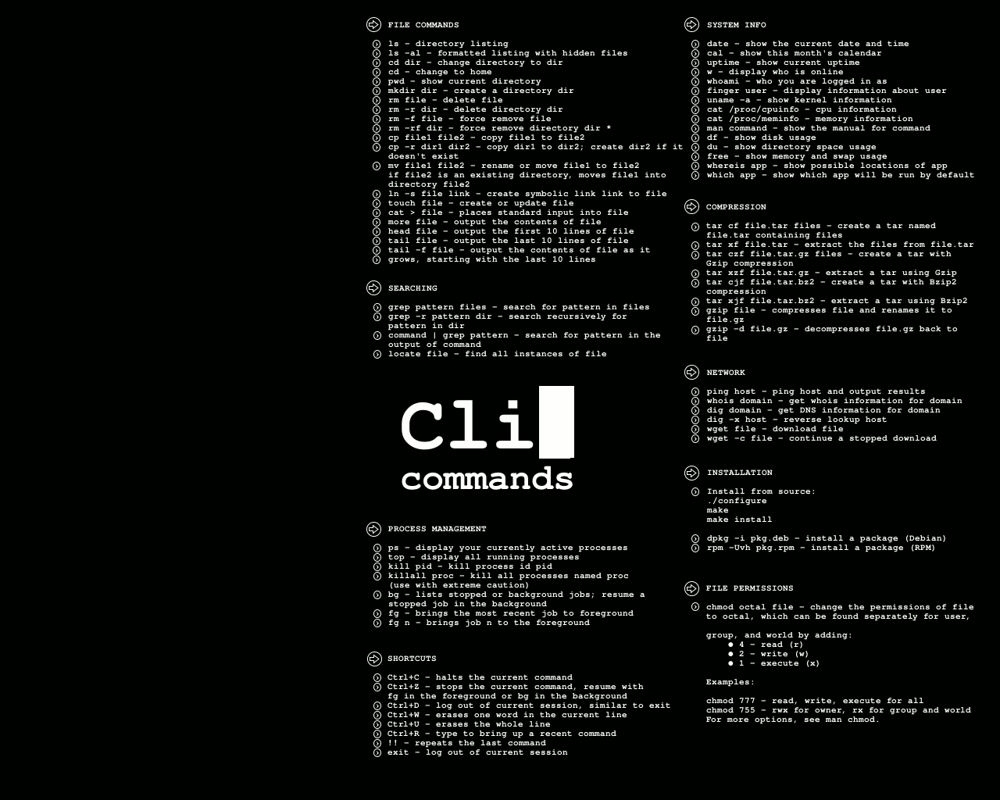 FILE COMMANDS
ls - directory listing
ls -al - formatted listing with hidden files
cd dir - change directory to dir
cd - change to home
pwd - show current directory
mkdir dir - create a directory dir
rm file - delete file
rm -r dir - delete directory dir
rm -f file - force remove file
rm -rf dir - force remove directory dir *
cp file1 file2 - copy file1 to file2
cp -r dir1 dir2 - copy dir1 to dir2; create dir2 if it
doesn't exist
mv file1 file2 - rename or move file1 to file2
if file2 is an existing directory, moves file1 into
directory file2
ln -s file link - create symbolic link link to file
touch file - create or update file
cat > file - places standard input into file
more file - output the contents of file
head file - output the first 10 lines of file
tail file - output the last 10 lines of file
tail -f file - output the contents of file as it
grows, starting with the last 10 lines
SEARCHING
grep pattern files - search for pattern in files
grep -r pattern dir - search recursively for
pattern in dir
command | grep pattern - search for pattern in the
output of command
locate file - find all instances of file
Cli
commands
PROCESS MANAGEMENT
ps - display your currently active processes
top - display all running processes
kill pid - kill process id pid
killall proc - kill all processes named proc
(use with extreme caution)
bg - lists stopped or background jobs; resume a
stopped job in the background
fg - brings the most recent job to foreground
fg n - brings job n to the foreground
SHORTCUTS
Ctrl+C - halts the current command
Ctrl+Z - stops the current command, resume with
fg in the foreground or bg in the background
Ctrl+D - log out of current session, similar to exit
Ctrl+W - erases one word in the current line
Ctrl+U - erases the whole line
Ctrl+R - type to bring up a recent command
!! - repeats the last command
exit - log out of current session
SYSTEM INFO
date - show the current date and time
cal - show this month's calendar
uptime - show current uptime
w - display who is online
whoami - who you are logged in as
finger user - display information about user
uname -a - show kernel information
cat /proc/cpuinfo - cpu information
cat /proc/meminfo - memory information
man command - show the manual for command
df - show disk usage
du - show directory space usage
free - show memory and swap usage
whereis app - show possible locations of app
which app - show which app will be run by default
COMPRESSION
tar cf file.tar files - create a tar named
file.tar containing files
tar xf file.tar - extract the files from file.tar
tar czf file.tar.gz files - create a tar with
Gzip compression
tar xzf file.tar.gz - extract a tar using Gzip
tar cjf file.tar.bz2 - create a tar with Bzip2
compression
tar xjf file.tar.bz2 - extract a tar using Bzip2
gzip file - compresses file and renames it to
file.gz
gzip -d file.gz - decompresses file.gz back to
file
NETWORK
ping host - ping host and output results
whois domain - get whois information for domain
dig domain - get DNS information for domain
dig -x host - reverse lookup host
wget file - download file
wget -c file - continue a stopped download
INSTALLATION
Install from source:
./configure
make
make install
dpkg -i pkg.deb - install a package (Debian)
rpm -Uvh pkg.rpm - install a package (RPM)
FILE PERMISSIONS
chmod octal file - change the permissions of file
to octal, which can be found separately for user,
group, and world by adding:
● 4 - read (r)
● 2 - write (w)
● 1 - execute (x)
Examples:
chmod 777 - read, write, execute for all
chmod 755 - rwx for owner, rx for group and world
For more options, see man chmod.